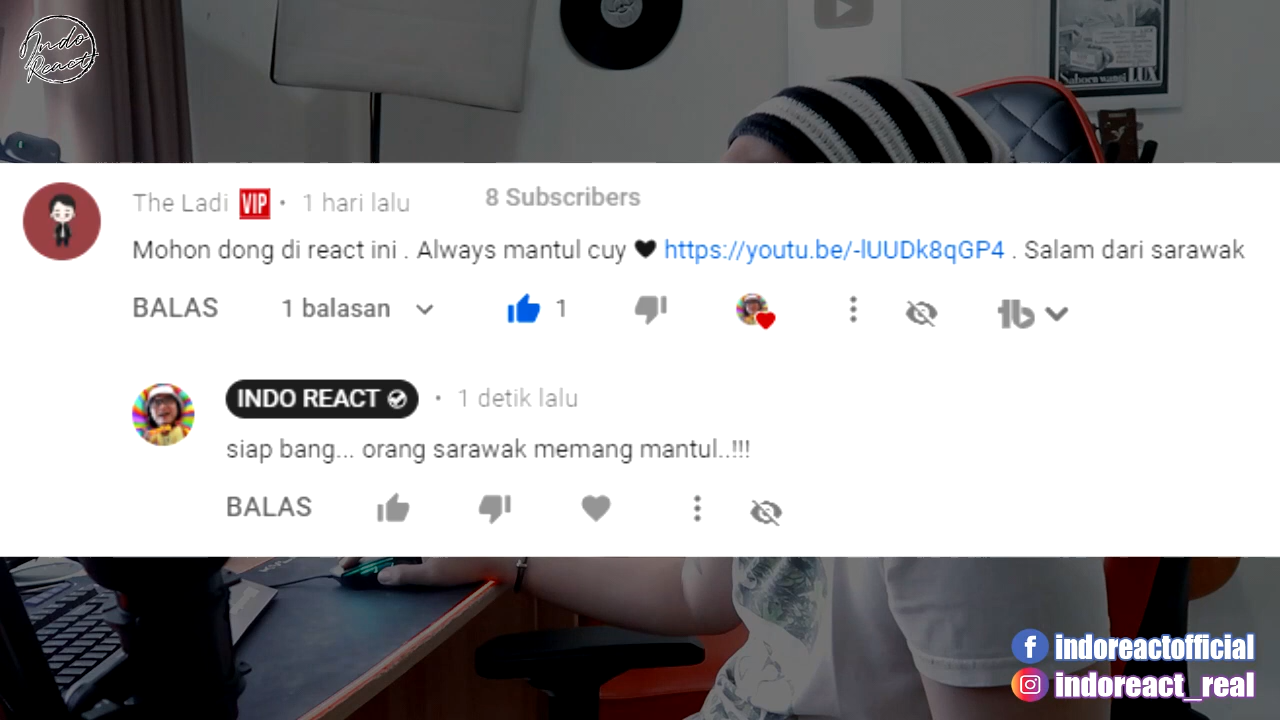 Indo
React
LUX
The Ladi VIP • 1 hari lalu 8 Subscribers
Mohon dong di react ini . Always mantul cuy 🖤 https://youtu.be/-lUUDk8qGP4 . Salam dari sarawak
BALAS 1 balasan 1
INDO REACT • 1 detik lalu
siap bang... orang sarawak memang mantul..!!!
BALAS
indoreactofficial
indoreact_real